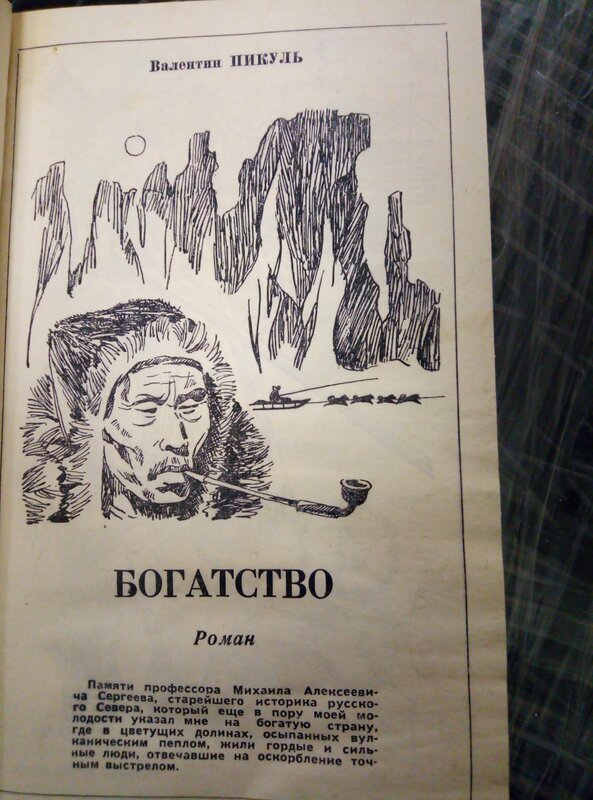 Валентин ПИКУЛЬ
БОГАТСТВО
Роман
Памяти профессора Михаила Алексееви-
ча Сергеева, старейшего историка русско-
го Севера, который еще в пору моей мо-
лодости указал мне на богатую страну,
где в цветущих долинах, осыпанных вул-
каническим пеплом, жили гордые и силь-
ные люди, отвечавшие на оскорбление точ-
ным выстрелом.